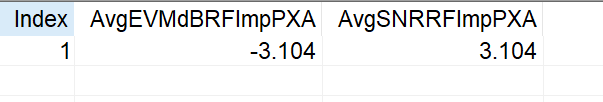 Index AvgEVMdBRFImpPXA AvgSNRRFImpPXA
1 -3.104 3.104